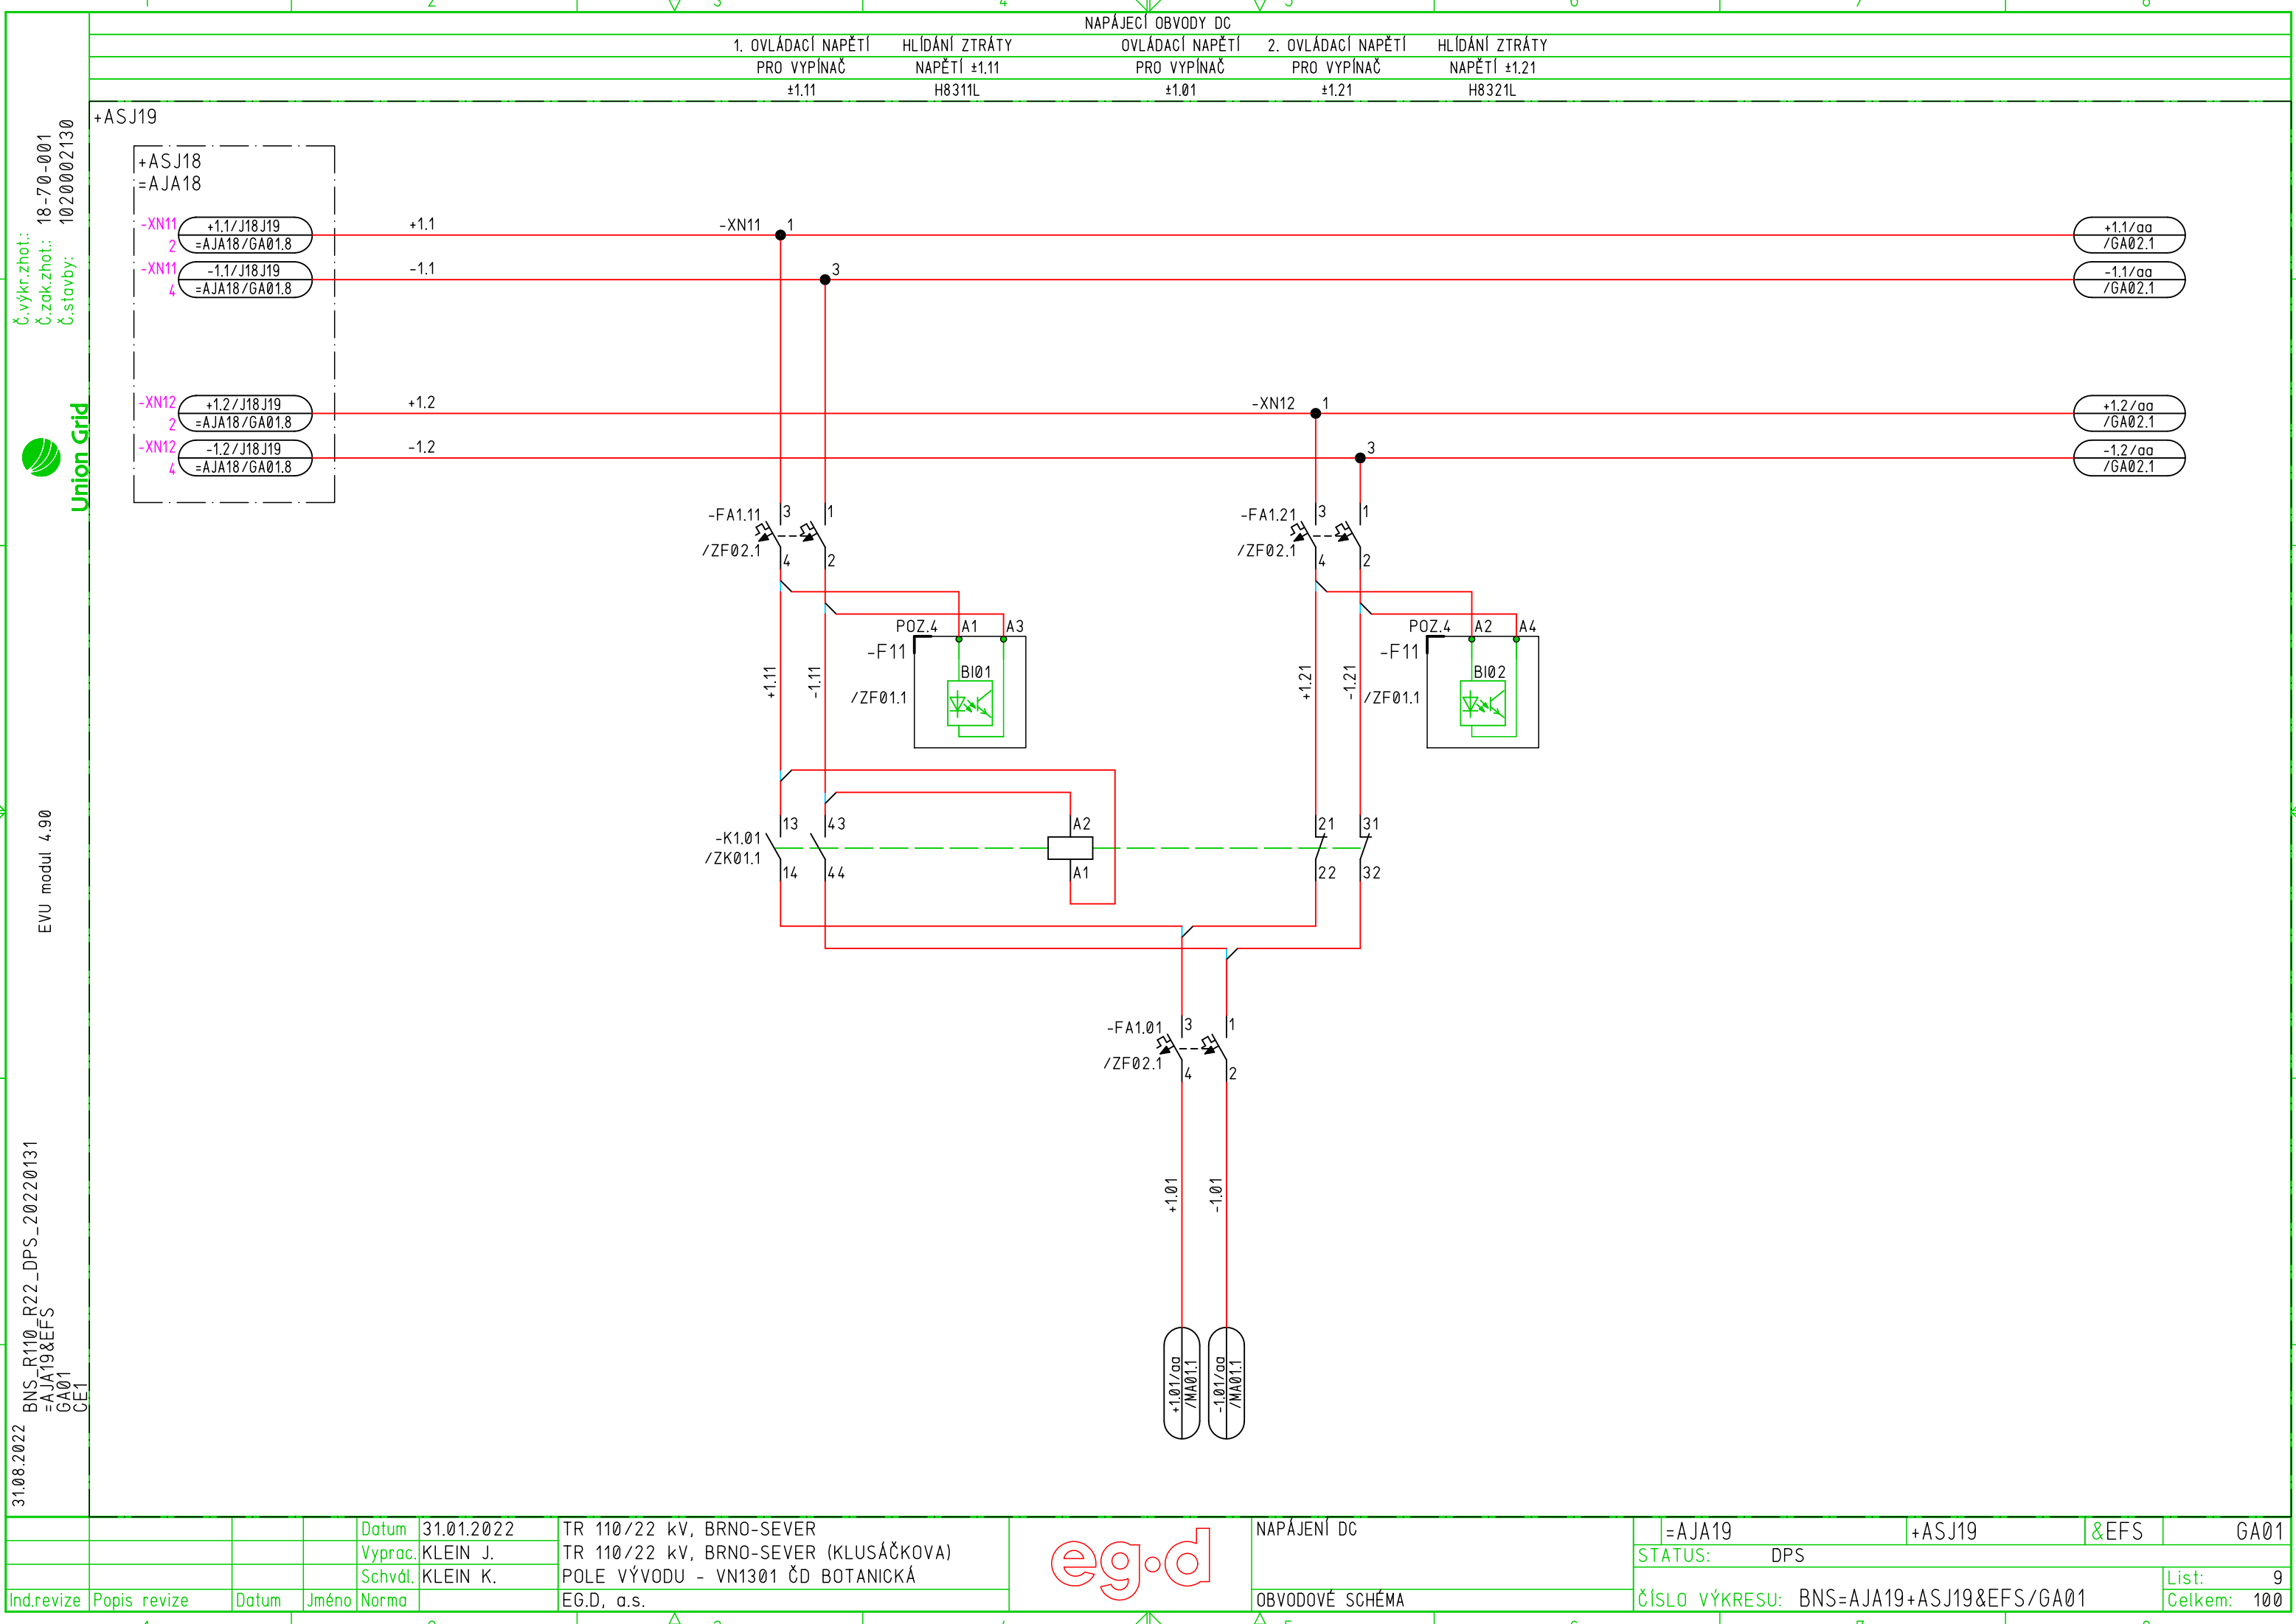 1 2 3 4 5 6 7 8
NAPÁJECÍ OBVODY DC
1. OVLÁDACÍ NAPĚTÍ HLÍDÁNÍ ZTRÁTY OVLÁDACÍ NAPĚTÍ 2. OVLÁDACÍ NAPĚTÍ HLÍDÁNÍ ZTRÁTY
PRO VYPÍNAČ NAPĚTÍ ±1.11 PRO VYPÍNAČ PRO VYPÍNAČ NAPĚTÍ ±1.21
±1.11 H8311L ±1.01 ±1.21 H8321L
+ASJ19
+ASJ18
=AJA18
-XN11 +1.1/J18J19 +1.1 -XN11 1 +1.1/aa
2 =AJA18/GA01.8 /GA02.1
-XN11 -1.1/J18J19 -1.1 3 -1.1/aa
4 =AJA18/GA01.8 /GA02.1
-XN12 +1.2/J18J19 +1.2 -XN12 1 +1.2/aa
2 =AJA18/GA01.8 /GA02.1
-XN12 -1.2/J18J19 -1.2 3 -1.2/aa
4 =AJA18/GA01.8 /GA02.1
-FA1.11 3 1 -FA1.21 3 1
/ZF02.1 4 2 /ZF02.1 4 2
POZ.4 A1 A3 POZ.4 A2 A4
-F11 -F11
BI01 BI02
+1.11 -1.11 /ZF01.1 +1.21 -1.21 /ZF01.1
13 43 A2 21 31
-K1.01
/ZK01.1
14 44 A1 22 32
-FA1.01 3 1
/ZF02.1 4 2
+1.01 -1.01
+1.01/aa
/MA01.1
-1.01/aa
/MA01.1
Č.výkr.zhot.:
Č.zak.zhot.: 18-70-001
Č.stavby: 1020002130
Union Grid
EVU modul 4.90
BNS_R110_R22_DPS_20220131
=AJA19&EFS
GA01
CE1
31.08.2022
Datum 31.01.2022 TR 110/22 kV, BRNO-SEVER
Vyprac. KLEIN J. TR 110/22 kV, BRNO-SEVER (KLUSÁČKOVA)
Schvál. KLEIN K. POLE VÝVODU - VN1301 ČD BOTANICKÁ
Ind.revize Popis revize Datum Jméno Norma EG.D, a.s.
eg·d
NAPÁJENÍ DC
OBVODOVÉ SCHÉMA
=AJA19 +ASJ19 &EFS GA01
STATUS: DPS
List: 9
ČÍSLO VÝKRESU: BNS=AJA19+ASJ19&EFS/GA01
Celkem: 100